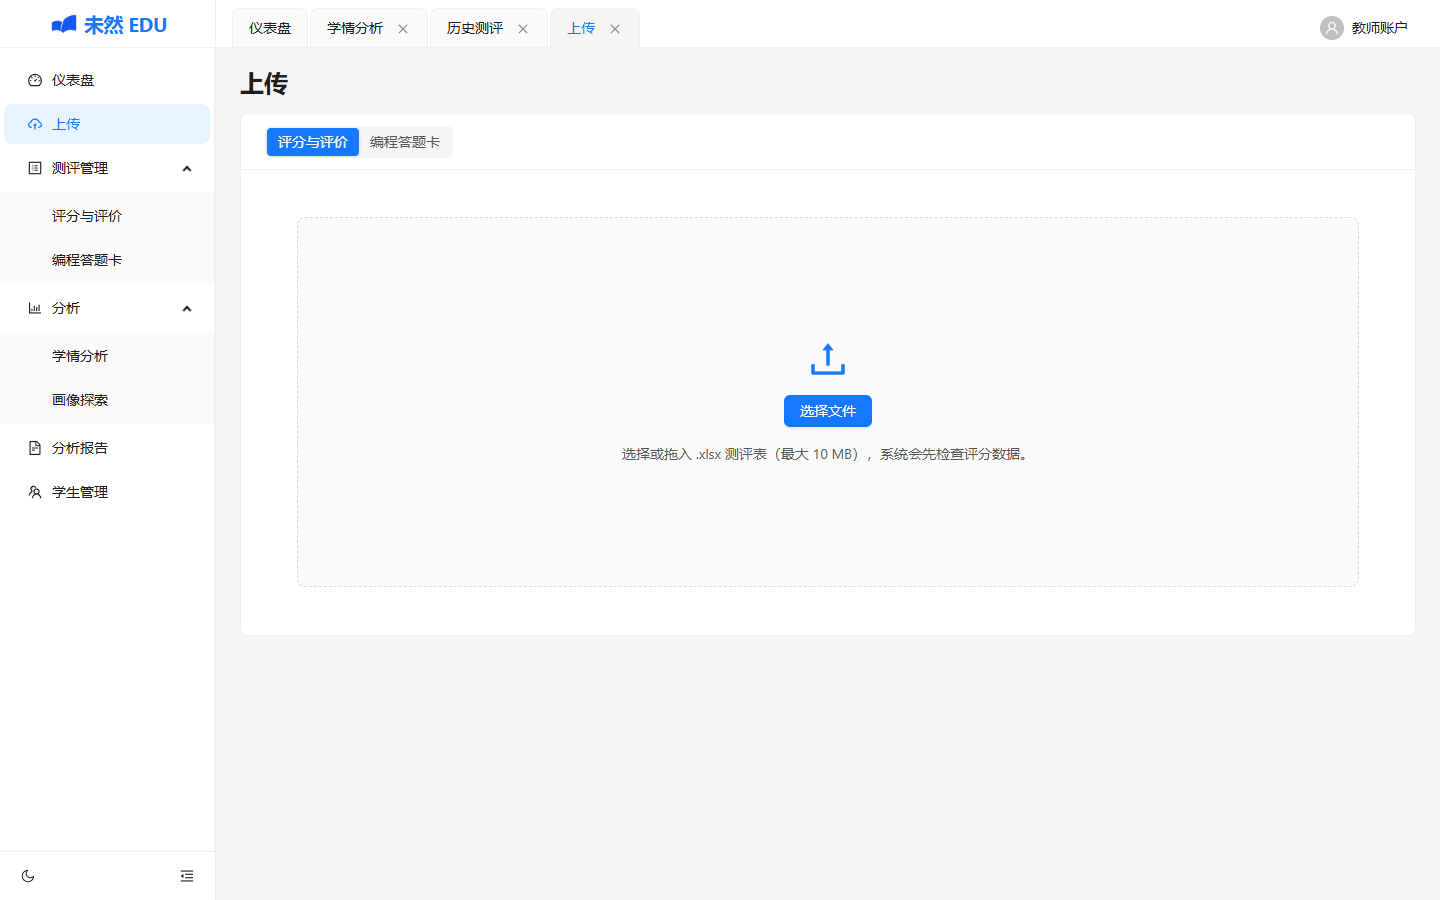 未然 EDU
仪表盘
学情分析
历史测评
上传
教师账户
仪表盘
上传
测评管理
评分与评价
编程答题卡
分析
学情分析
画像探索
分析报告
学生管理
上传
评分与评价
编程答题卡
选择文件
选择或拖入 .xlsx 测评表（最大 10 MB），系统会先检查评分数据。